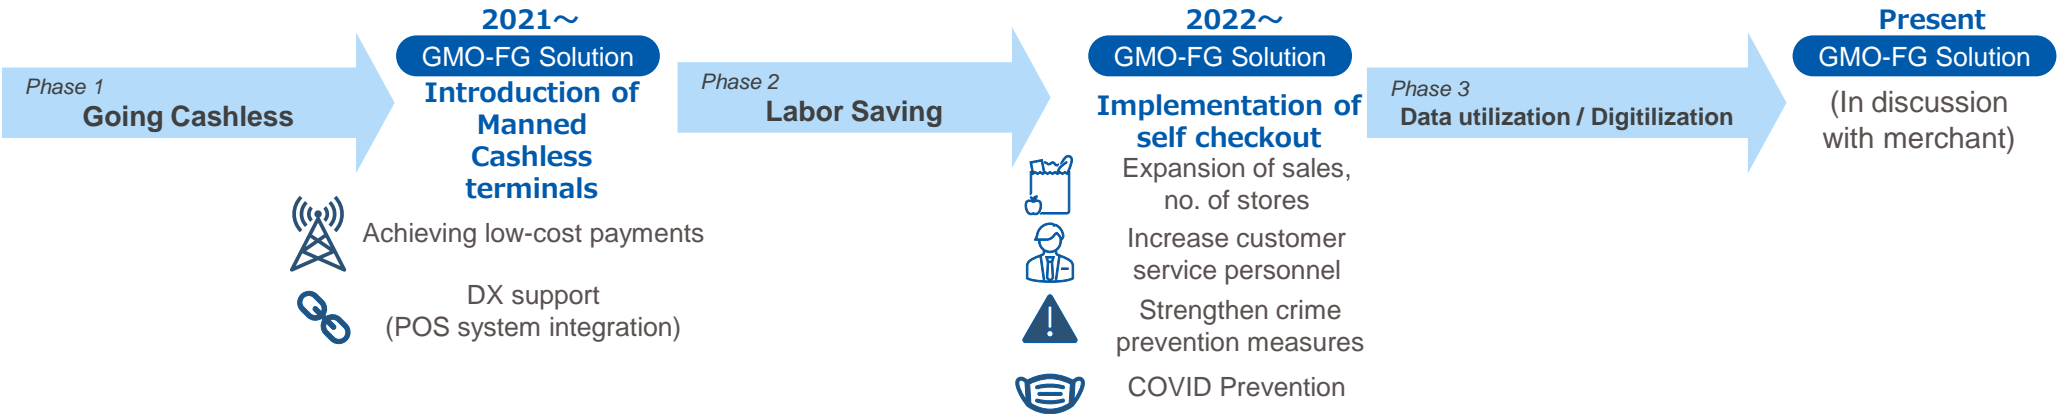 Phase 1
Going Cashless
2021～
GMO-FG Solution
Introduction of
Manned
Cashless
terminals
Achieving low-cost payments
DX support
(POS system integration)
Phase 2
Labor Saving
2022～
GMO-FG Solution
Implementation of
self checkout
Expansion of sales,
no. of stores
Increase customer
service personnel
Strengthen crime
prevention measures
COVID Prevention
Phase 3
Data utilization / Digitilization
Present
GMO-FG Solution
(In discussion
with merchant)